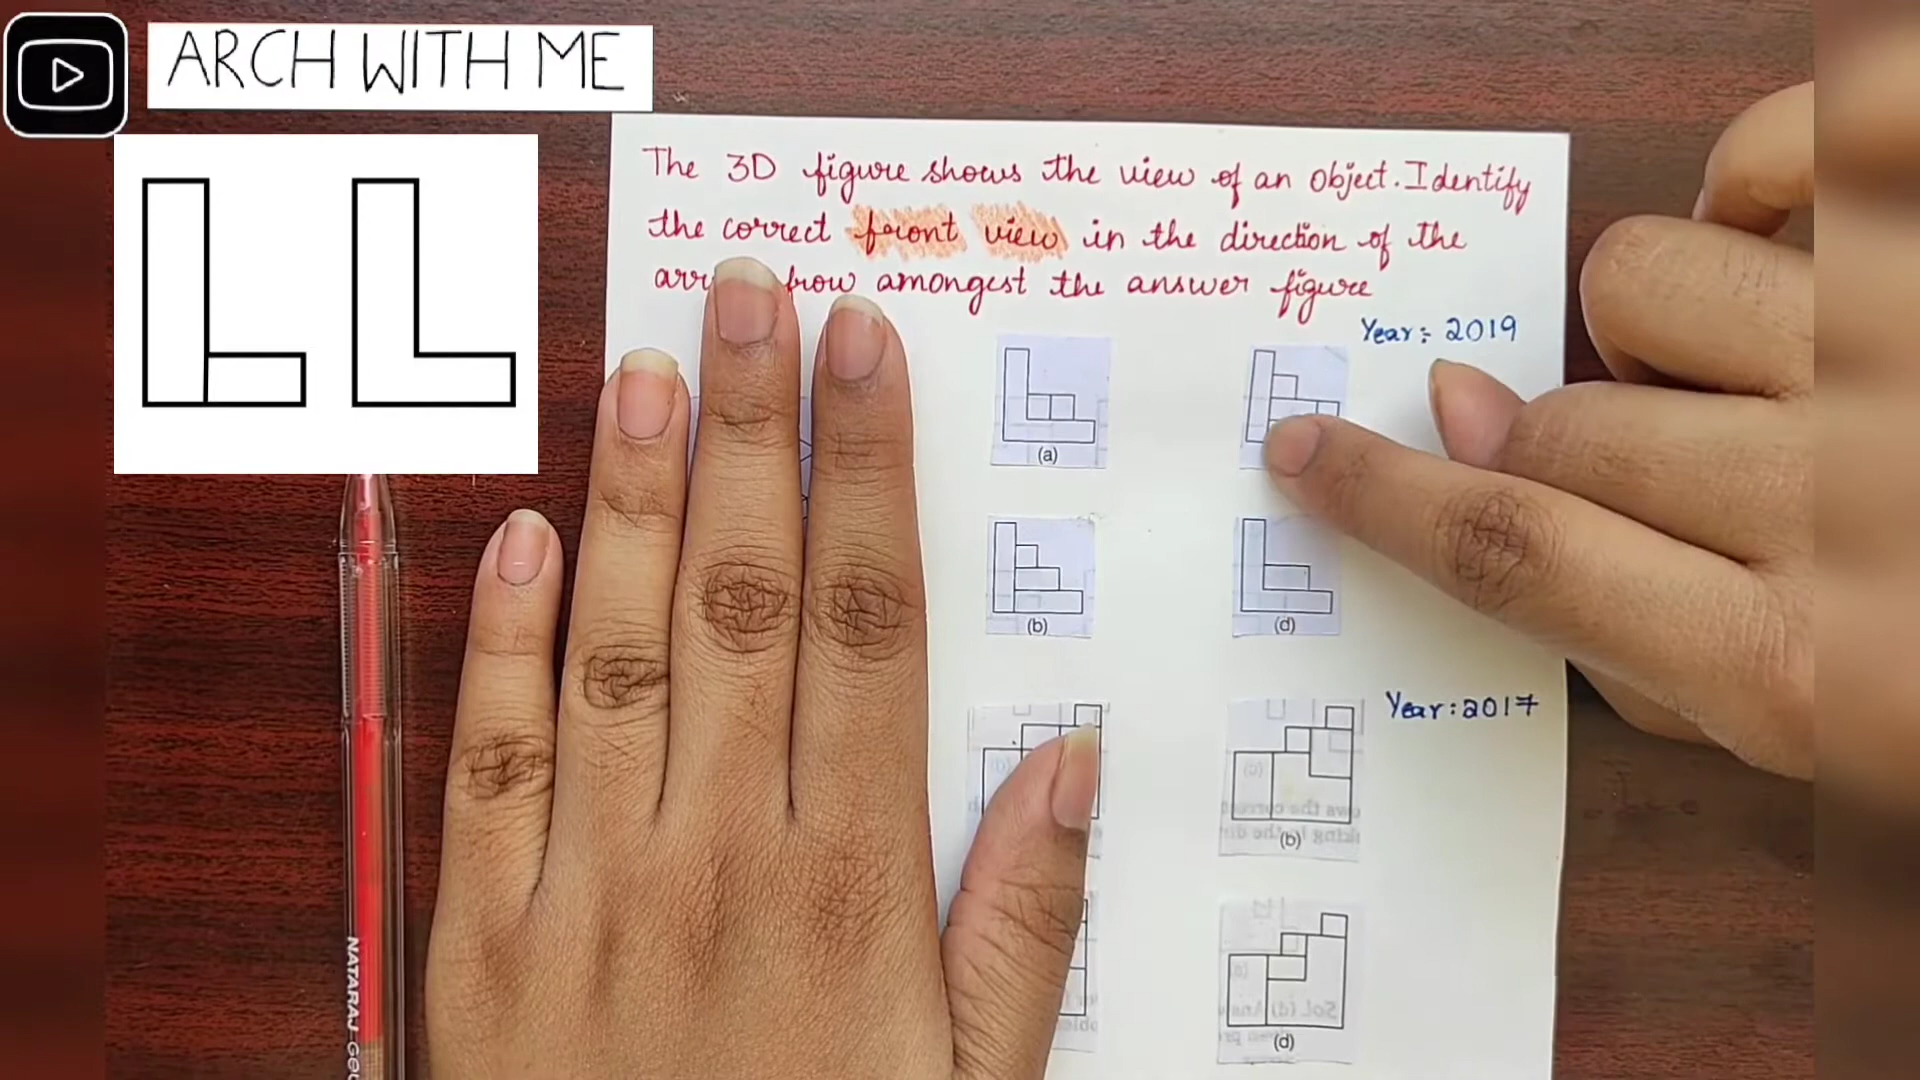 ARCH WITH ME
The 3D figure shows the view of an object. Identify
the correct front view in the direction of the
from amongest the answer figure
Year: 2019
(a)
(b)
(d)
Year: 2017
(b)
(d)
NATARAJ